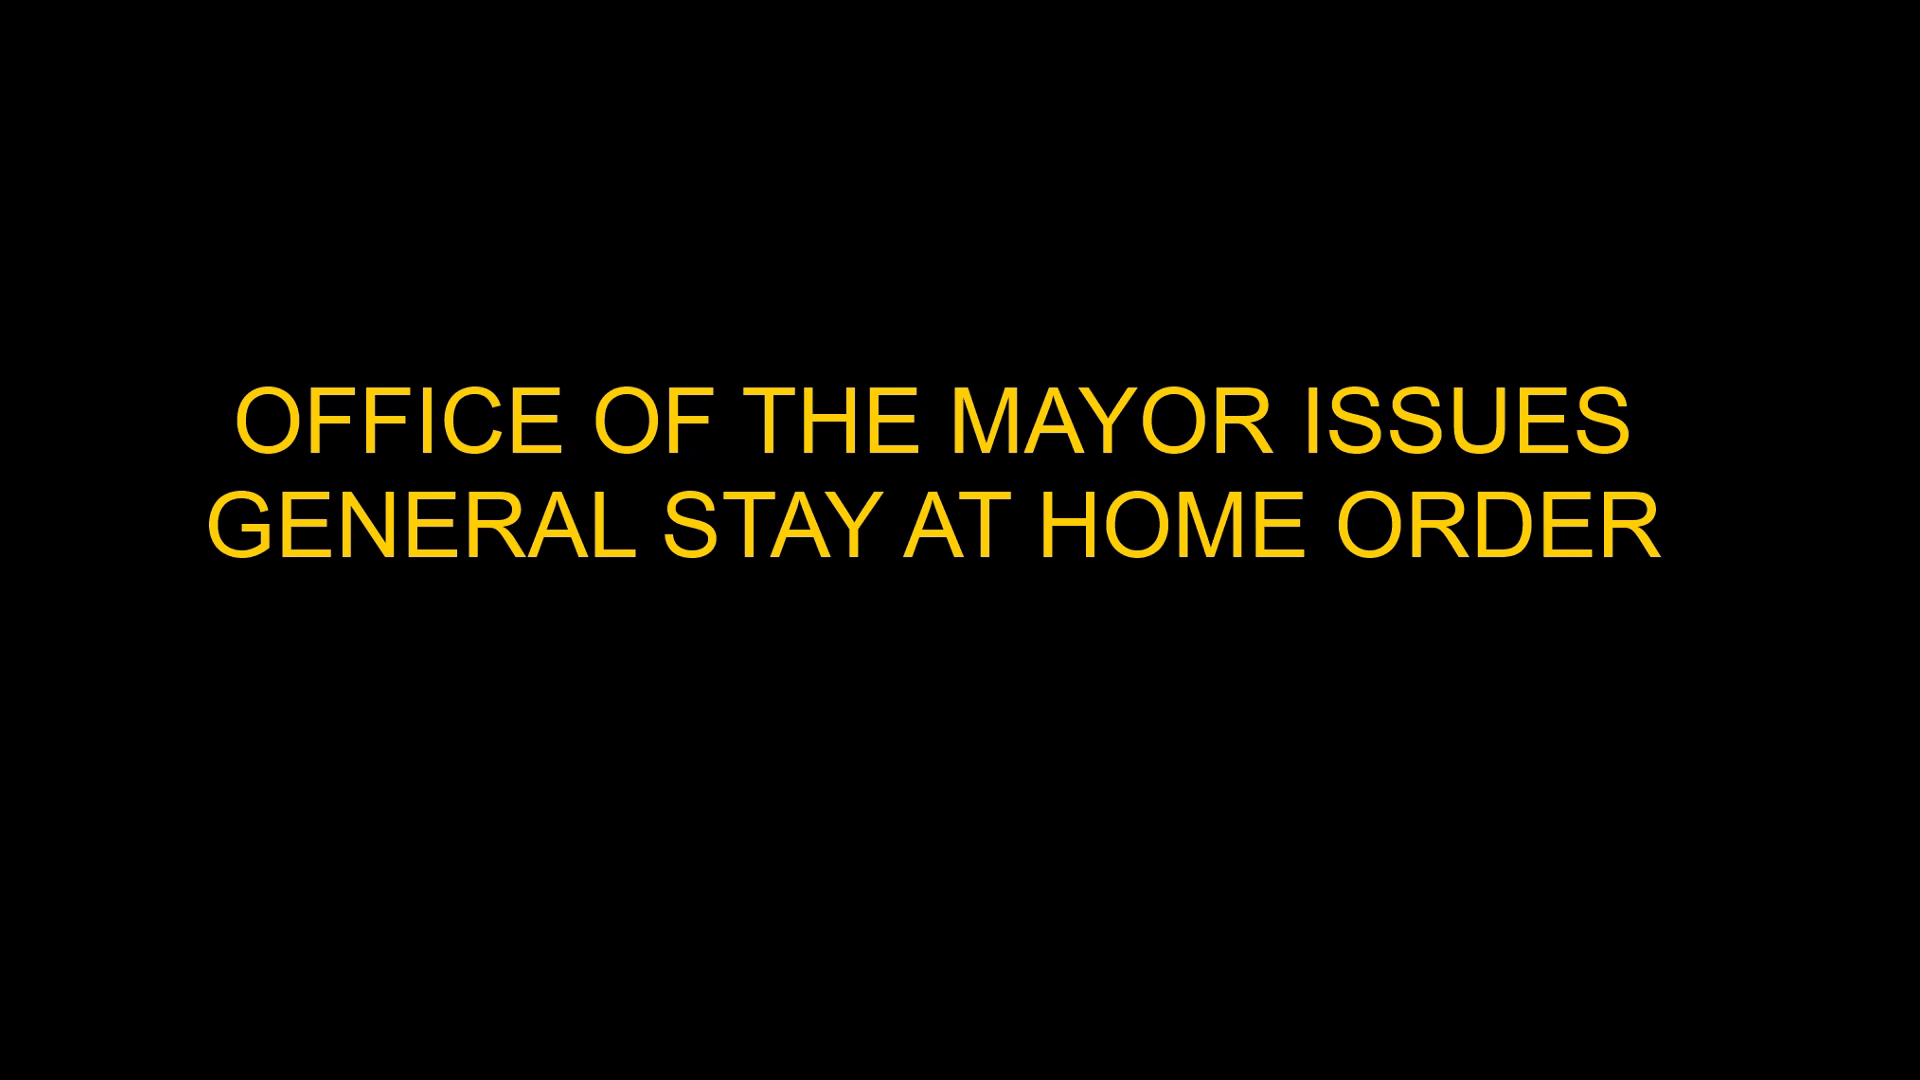 OFFICE OF THE MAYOR ISSUES
GENERAL STAY AT HOME ORDER